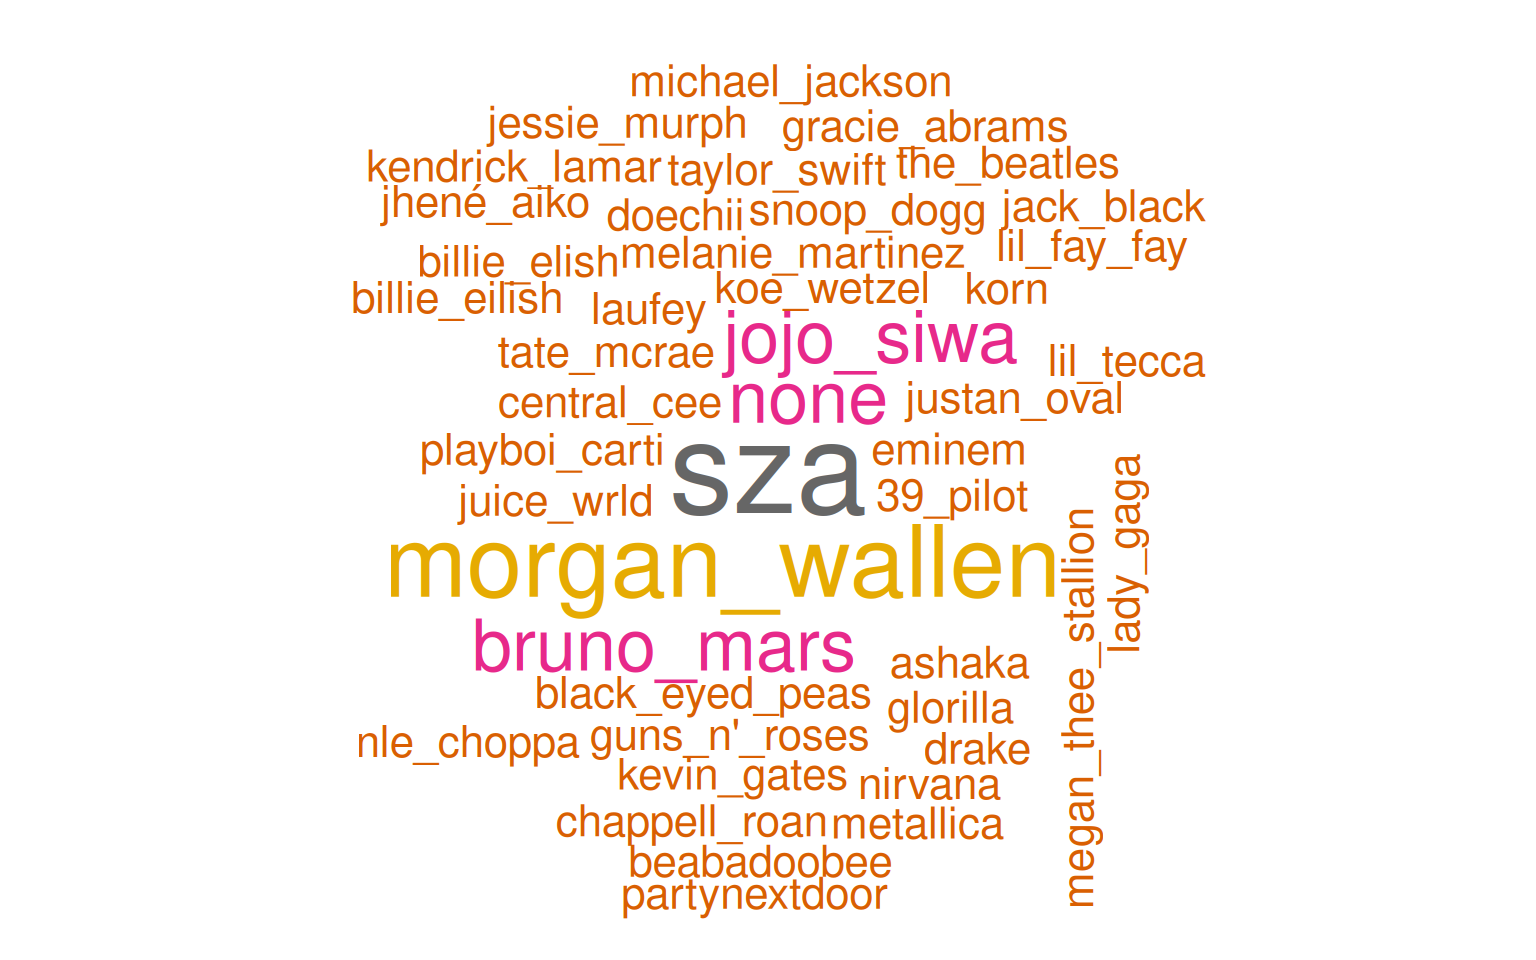 michael_jackson
jessie_murph gracie_abrams
kendrick_lamar taylor_swift the_beatles
jhené_aiko doechii snoop_dogg jack_black
billie_elish melanie_martinez lil_fay_fay
billie_eilish laufey koe_wetzel korn
tate_mcrae jojo_siwa lil_tecca
central_cee none justan_oval
playboi_carti sza eminem
juice_wrld 39_pilot
morgan_wallen megan_thee_stallion lady_gaga
bruno_mars ashaka
black_eyed_peas glorilla
nle_choppa guns_n'_roses drake
kevin_gates nirvana
chappell_roan metallica
beabadoobee
partynextdoor